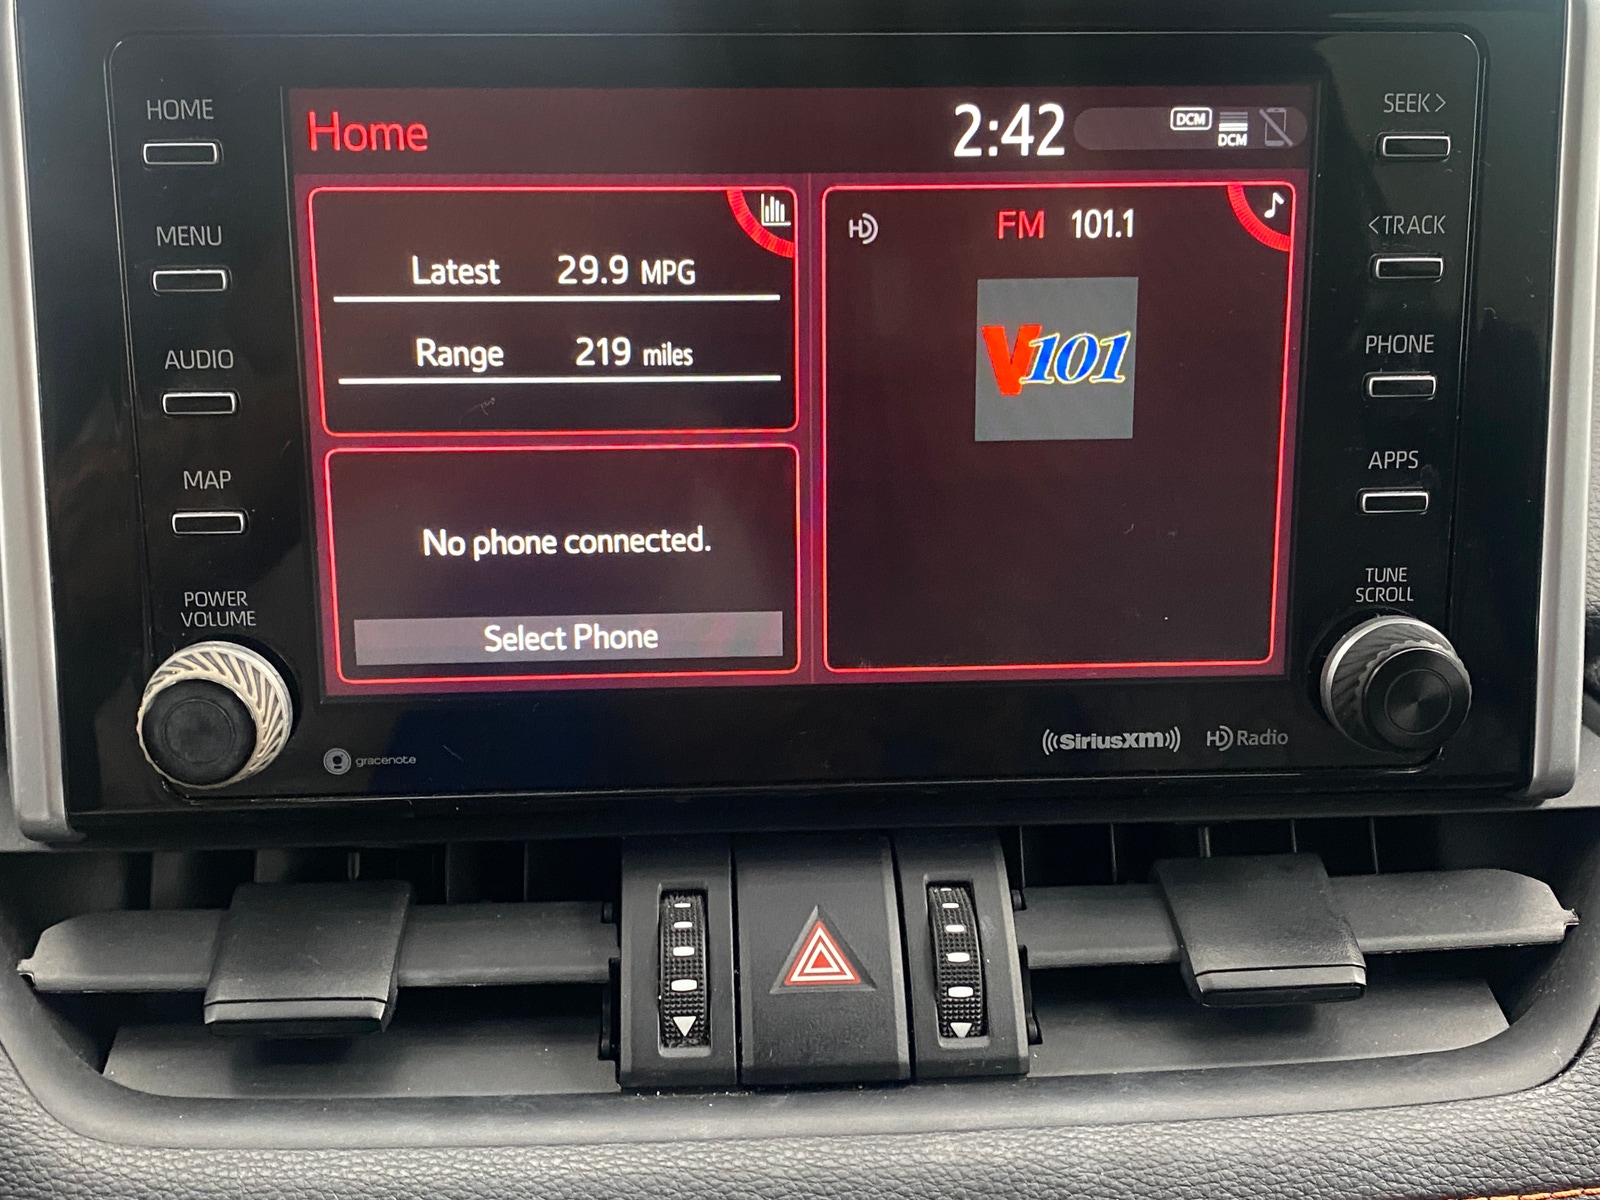 HOME
MENU
AUDIO
MAP
POWER
VOLUME
Home
2:42
DCM
DCM
Latest 29.9 MPG
Range 219 miles
No phone connected.
Select Phone
HD
FM 101.1
V101
SEEK>
<TRACK
PHONE
APPS
TUNE
SCROLL
gracenote
((SiriusXM))
HD Radio